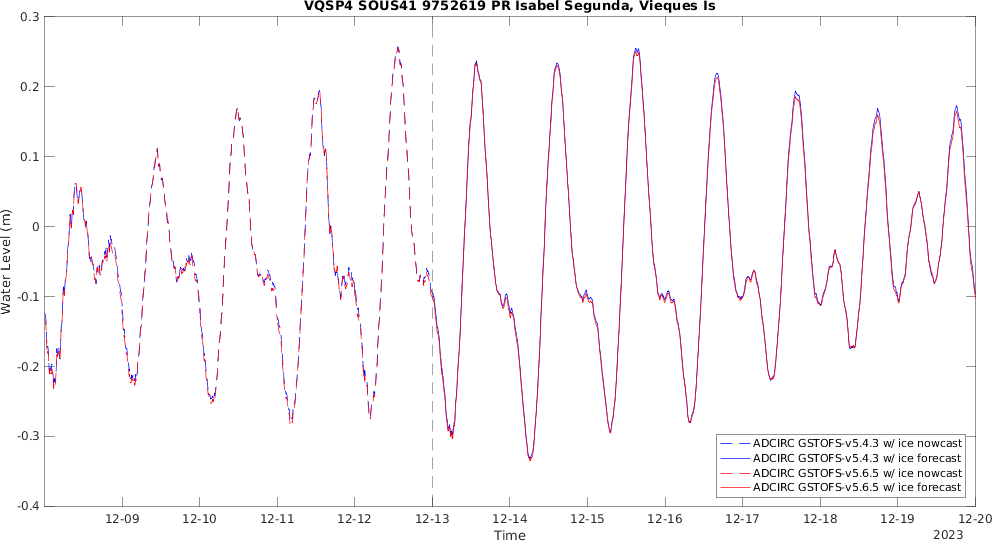 VQSP4 SOUS41 9752619 PR Isabel Segunda, Vieques Is
0.3
0.2
0.1
0
-0.1
-0.2
-0.3
-0.4
Water Level (m)
ADCIRC GSTOFS-v5.4.3 w/ ice nowcast
ADCIRC GSTOFS-v5.4.3 w/ ice forecast
ADCIRC GSTOFS-v5.6.5 w/ ice nowcast
ADCIRC GSTOFS-v5.6.5 w/ ice forecast
12-09 12-10 12-11 12-12 12-13 12-14 12-15 12-16 12-17 12-18 12-19 12-20
Time
2023